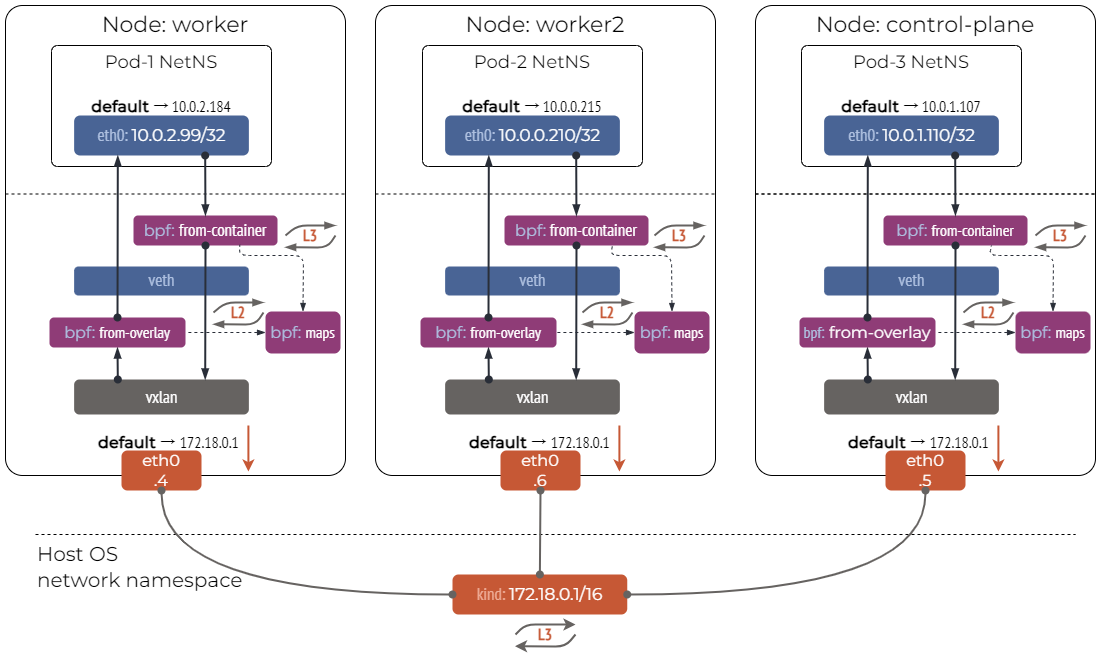 Node: worker
Pod-1 NetNS
default → 10.0.2.184
eth0: 10.0.2.99/32
bpf: from-container
L3
veth
L2
bpf: from-overlay
bpf: maps
vxlan
default → 172.18.0.1
eth0
.4
Node: worker2
Pod-2 NetNS
default → 10.0.0.215
eth0: 10.0.0.210/32
bpf: from-container
L3
veth
L2
bpf: from-overlay
bpf: maps
vxlan
default → 172.18.0.1
eth0
.6
Node: control-plane
Pod-3 NetNS
default → 10.0.1.107
eth0: 10.0.1.110/32
bpf: from-container
L3
veth
L2
bpf: from-overlay
bpf: maps
vxlan
default → 172.18.0.1
eth0
.5
Host OS
network namespace
kind: 172.18.0.1/16
L3